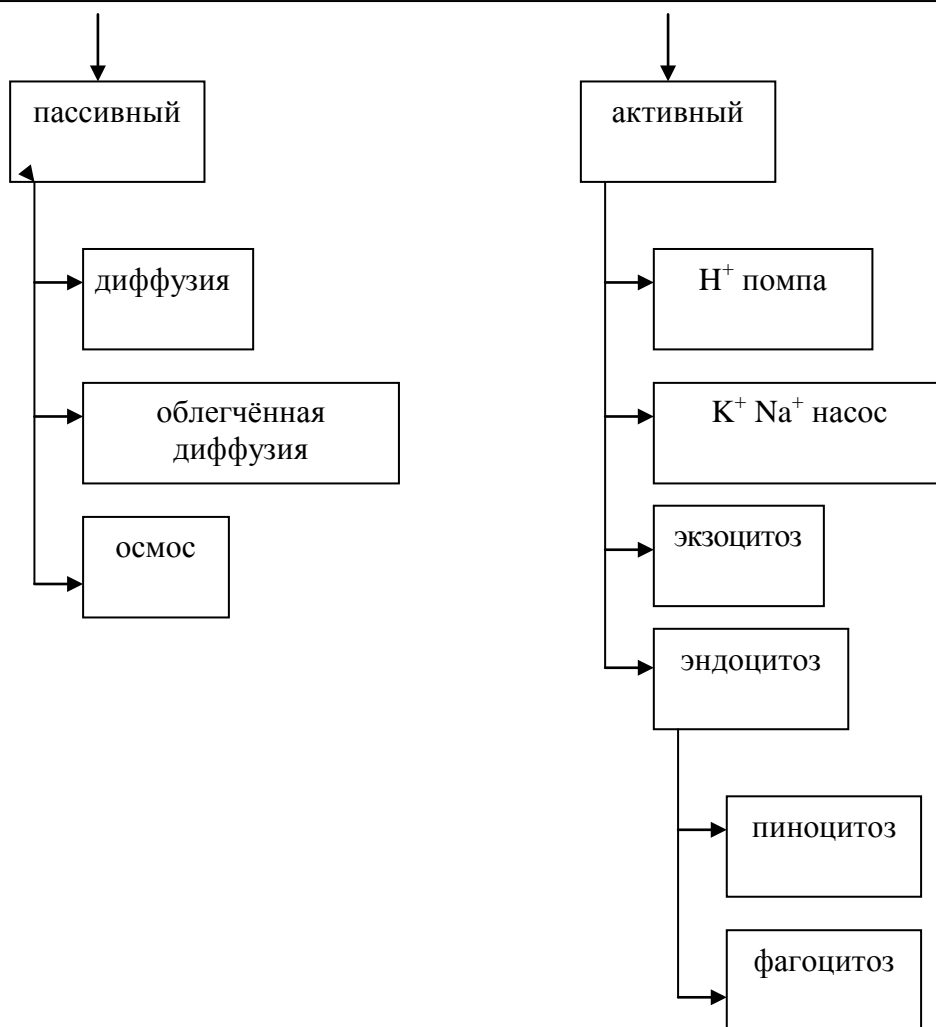 пассивный
активный
диффузия
H⁺ помпа
облегчённая
диффузия
K⁺ Na⁺ насос
осмос
экзоцитоз
эндоцитоз
пиноцитоз
фагоцитоз